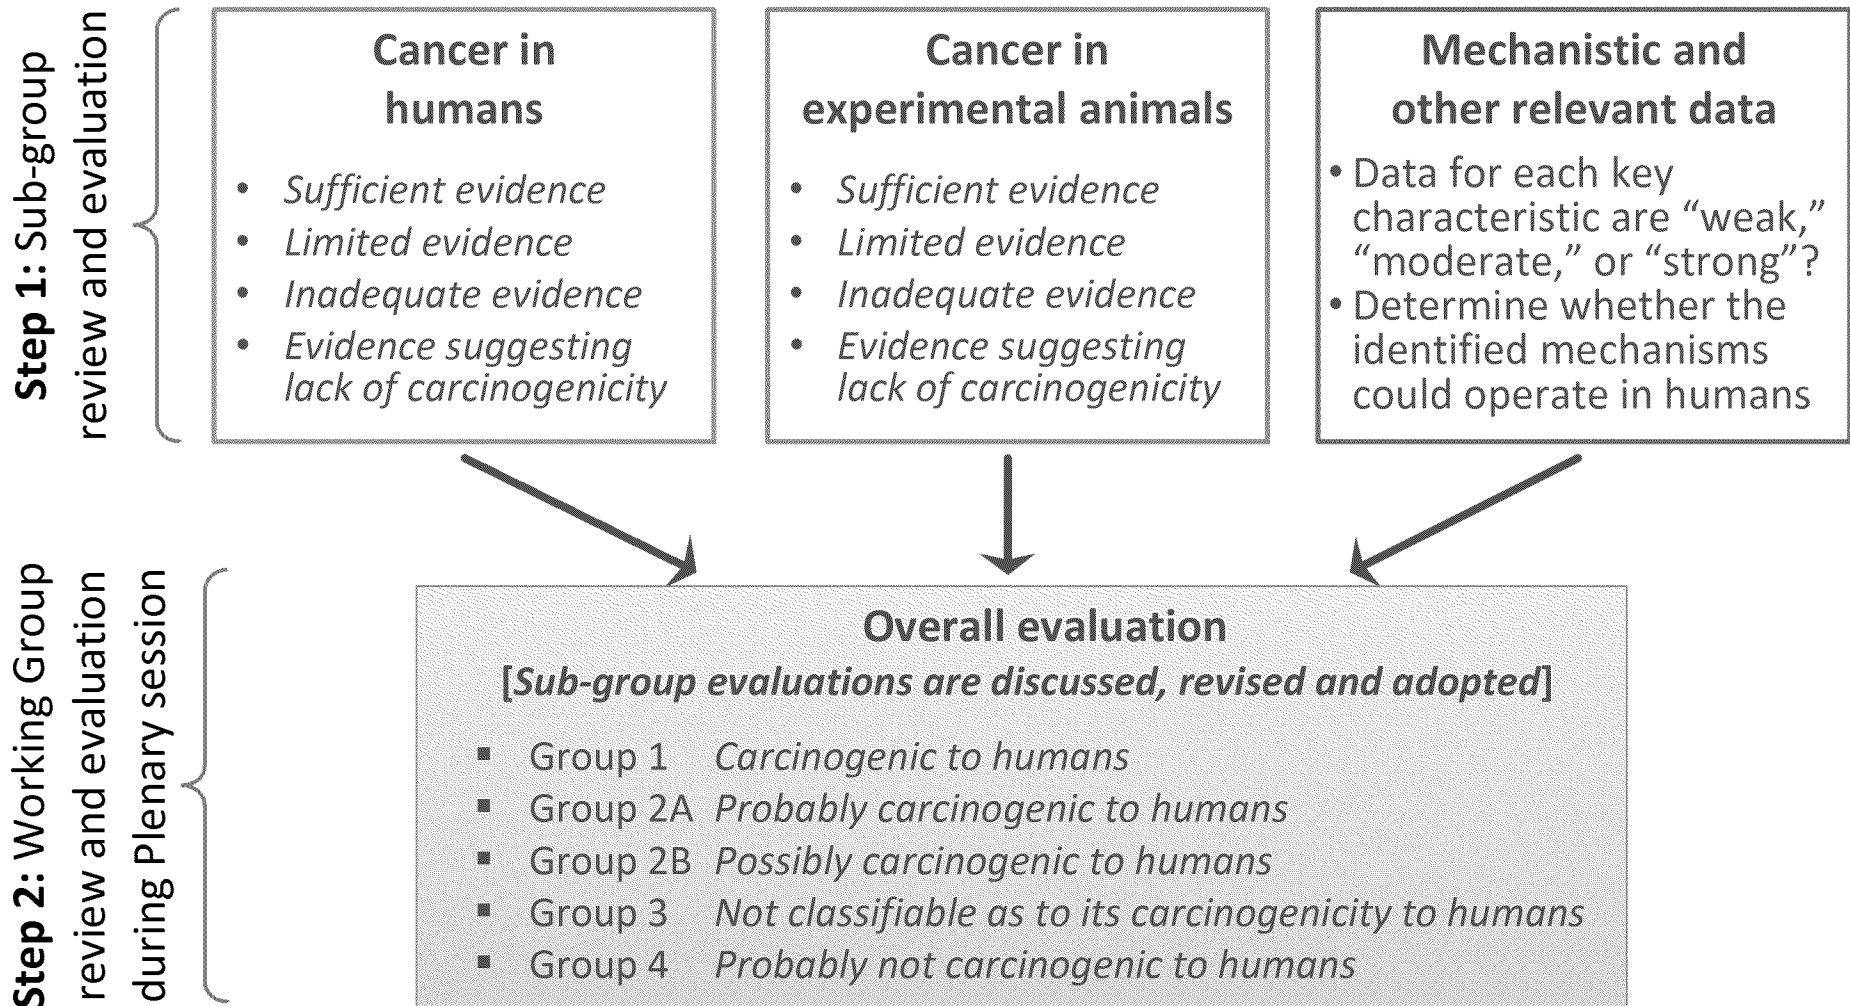 Step 1: Sub-group
review and evaluation
Cancer in
humans
• Sufficient evidence
• Limited evidence
• Inadequate evidence
• Evidence suggesting
lack of carcinogenicity
Cancer in
experimental animals
• Sufficient evidence
• Limited evidence
• Inadequate evidence
• Evidence suggesting
lack of carcinogenicity
Mechanistic and
other relevant data
• Data for each key
characteristic are “weak,”
“moderate,” or “strong”?
• Determine whether the
identified mechanisms
could operate in humans
Step 2: Working Group
review and evaluation
during Plenary session
Overall evaluation
[Sub-group evaluations are discussed, revised and adopted]
▪ Group 1 Carcinogenic to humans
▪ Group 2A Probably carcinogenic to humans
▪ Group 2B Possibly carcinogenic to humans
▪ Group 3 Not classifiable as to its carcinogenicity to humans
▪ Group 4 Probably not carcinogenic to humans